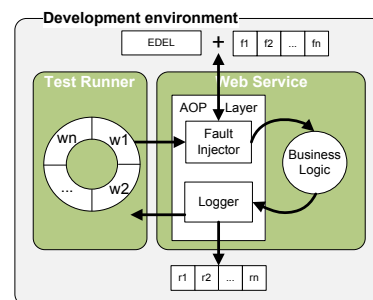 Development environment
EDEL + f1 f2 ... fn
Test Runner
Web Service
AOP Layer
wn w1
... w2
Fault
Injector
Business
Logic
Logger
r1 r2 ... rn